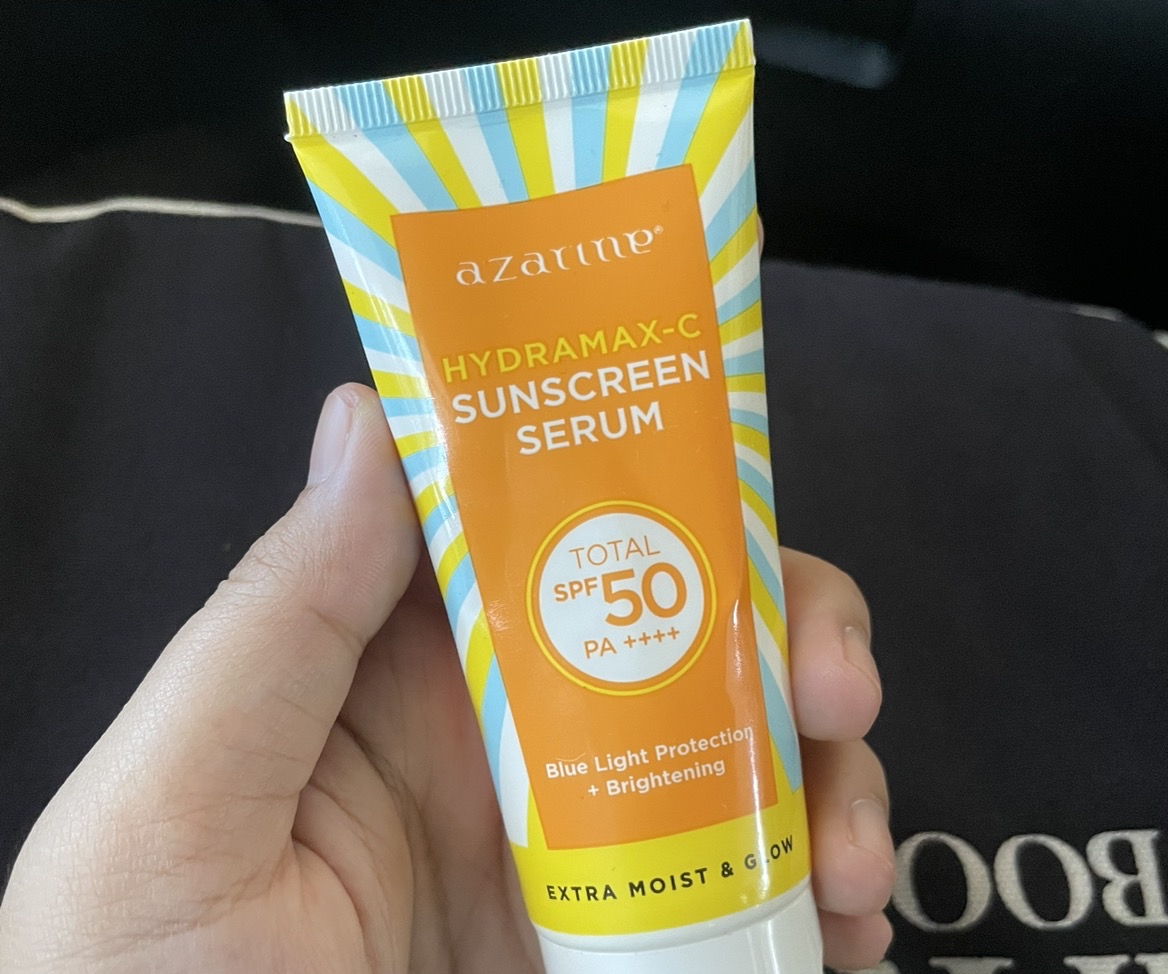 azarine®
HYDRAMAX-C
SUNSCREEN
SERUM
TOTAL
SPF 50
PA ++++
Blue Light Protection
+ Brightening
EXTRA MOIST & GLOW